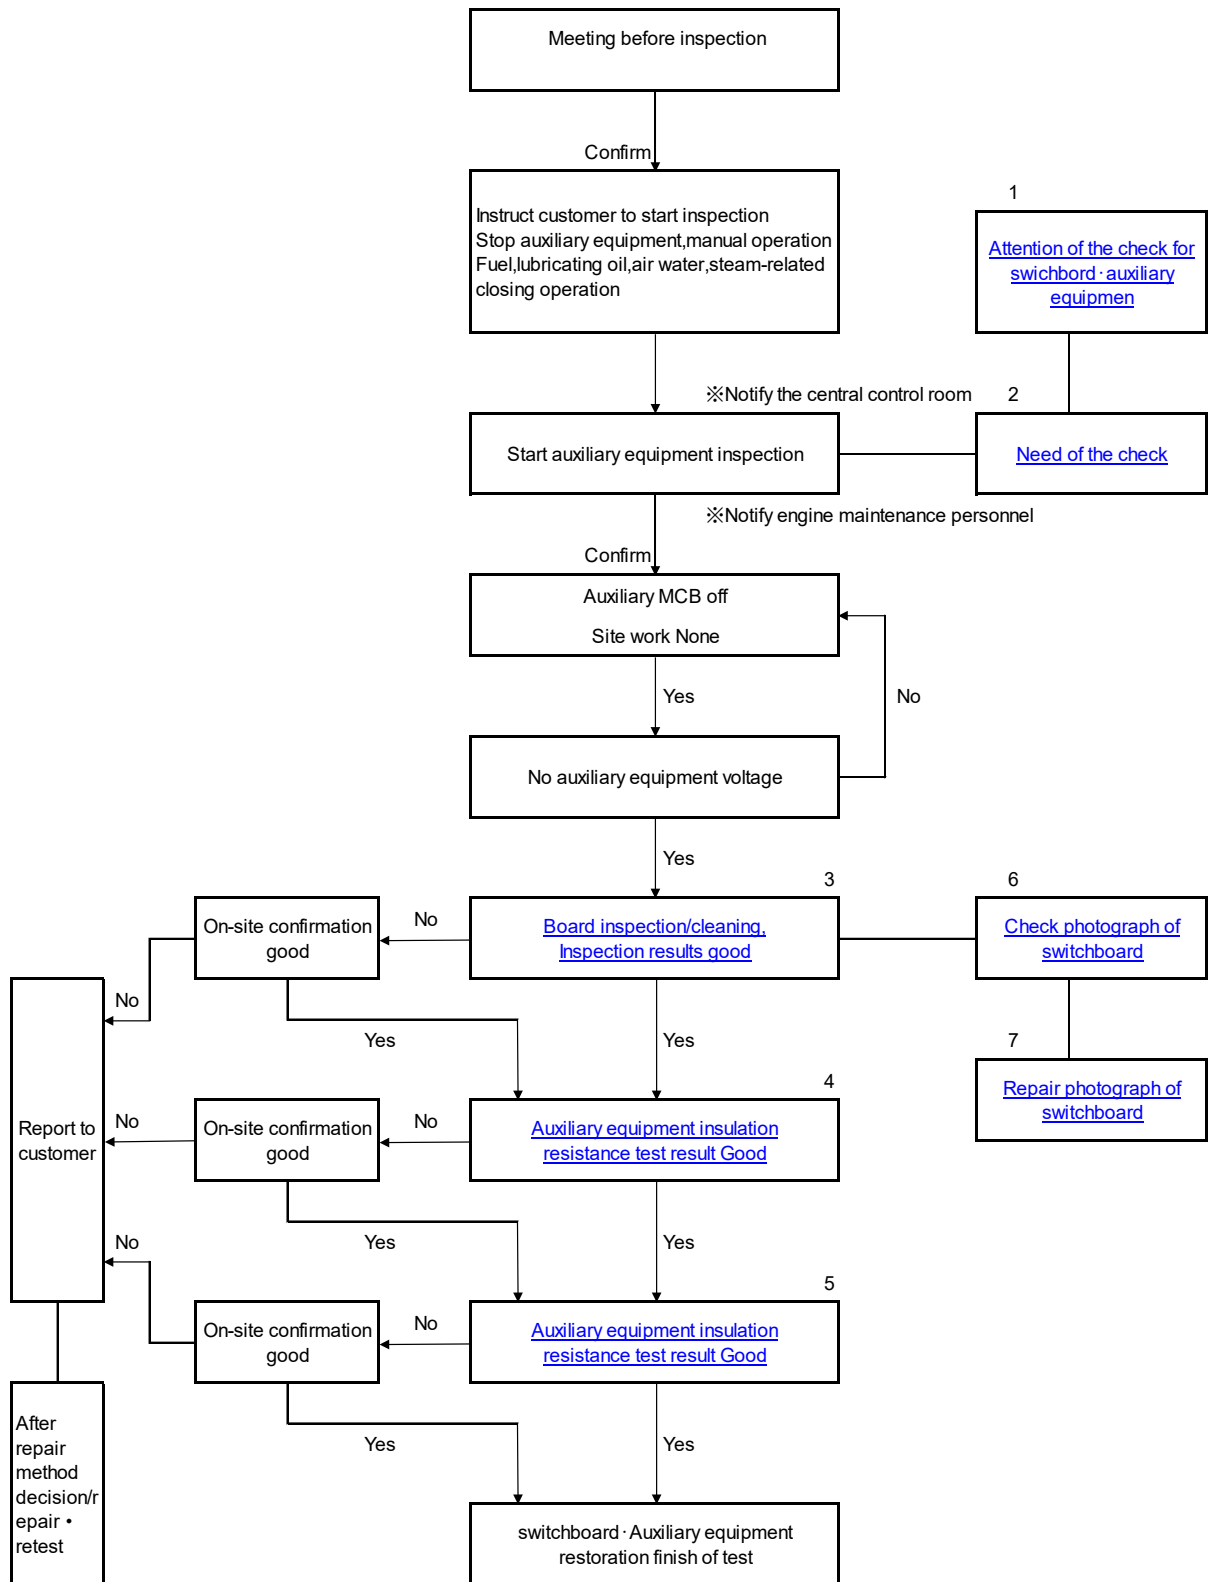 Meeting before inspection
Confirm
Instruct customer to start inspection
Stop auxiliary equipment,manual operation
Fuel,lubricating oil,air water,steam-related
closing operation
1
Attention of the check for
swichbord·auxiliary
equipmen
※Notify the central control room
2
Start auxiliary equipment inspection
Need of the check
※Notify engine maintenance personnel
Confirm
Auxiliary MCB off
Site work None
Yes
No
No auxiliary equipment voltage
Yes
3
6
On-site confirmation
good
No
Board inspection/cleaning,
Inspection results good
Check photograph of
switchboard
No
Yes
Yes
7
4
Repair photograph of
switchboard
Report to
customer
No
On-site confirmation
good
No
Auxiliary equipment insulation
resistance test result Good
No
Yes
Yes
5
On-site confirmation
good
No
Auxiliary equipment insulation
resistance test result Good
After
repair
method
decision/r
epair・
retest
Yes
Yes
switchboard·Auxiliary equipment
restoration finish of test